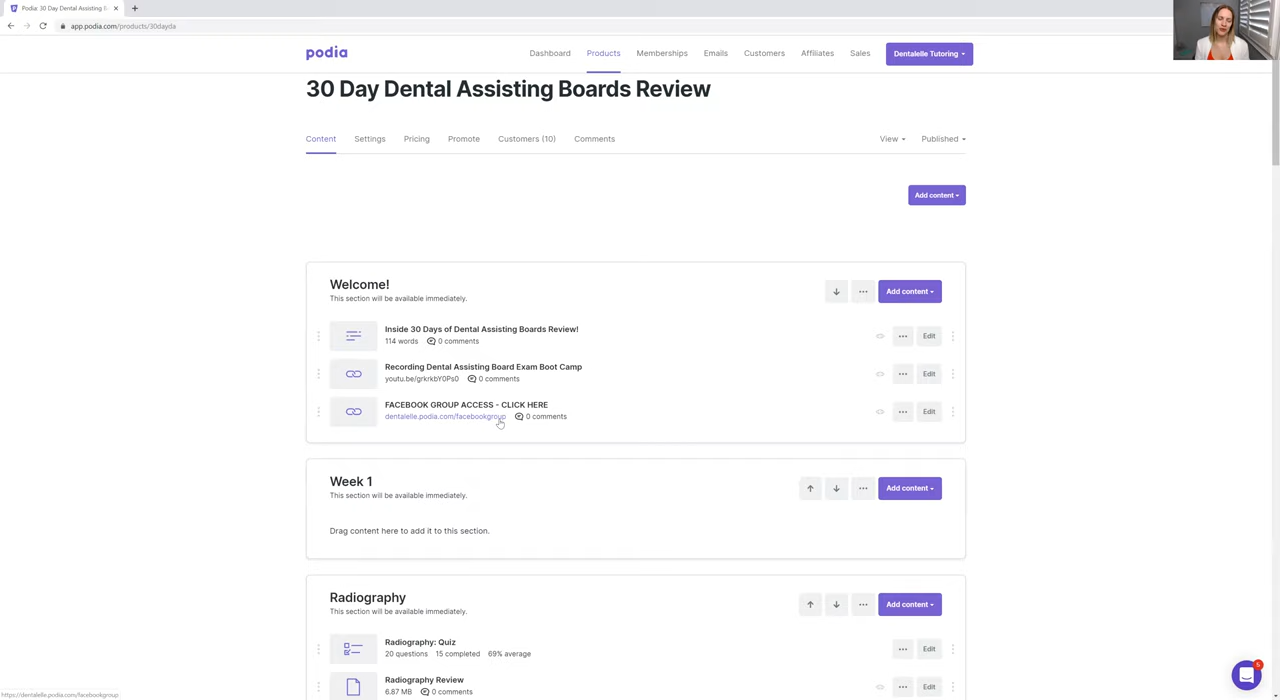 Podia: 30 Day Dental Assisting B
app.podia.com/products/30dayda
podia
Dashboard
Products
Memberships
Emails
Customers
Affiliates
Sales
Dentalelle Tutoring
30 Day Dental Assisting Boards Review
Content
Settings
Pricing
Promote
Customers (10)
Comments
View
Published
Add content
Welcome!
This section will be available immediately.
Add content
Inside 30 Days of Dental Assisting Boards Review!
114 words 0 comments
Edit
Recording Dental Assisting Board Exam Boot Camp
youtu.be/grkrkbY0Ps0 0 comments
Edit
FACEBOOK GROUP ACCESS - CLICK HERE
dentalelle.podia.com/facebookgroup 0 comments
Edit
Week 1
This section will be available immediately.
Add content
Drag content here to add it to this section.
Radiography
This section will be available immediately.
Add content
Radiography: Quiz
20 questions 15 completed 69% average
Edit
Radiography Review
6.87 MB 0 comments
Edit
5
https://dentalelle.podia.com/facebookgroup